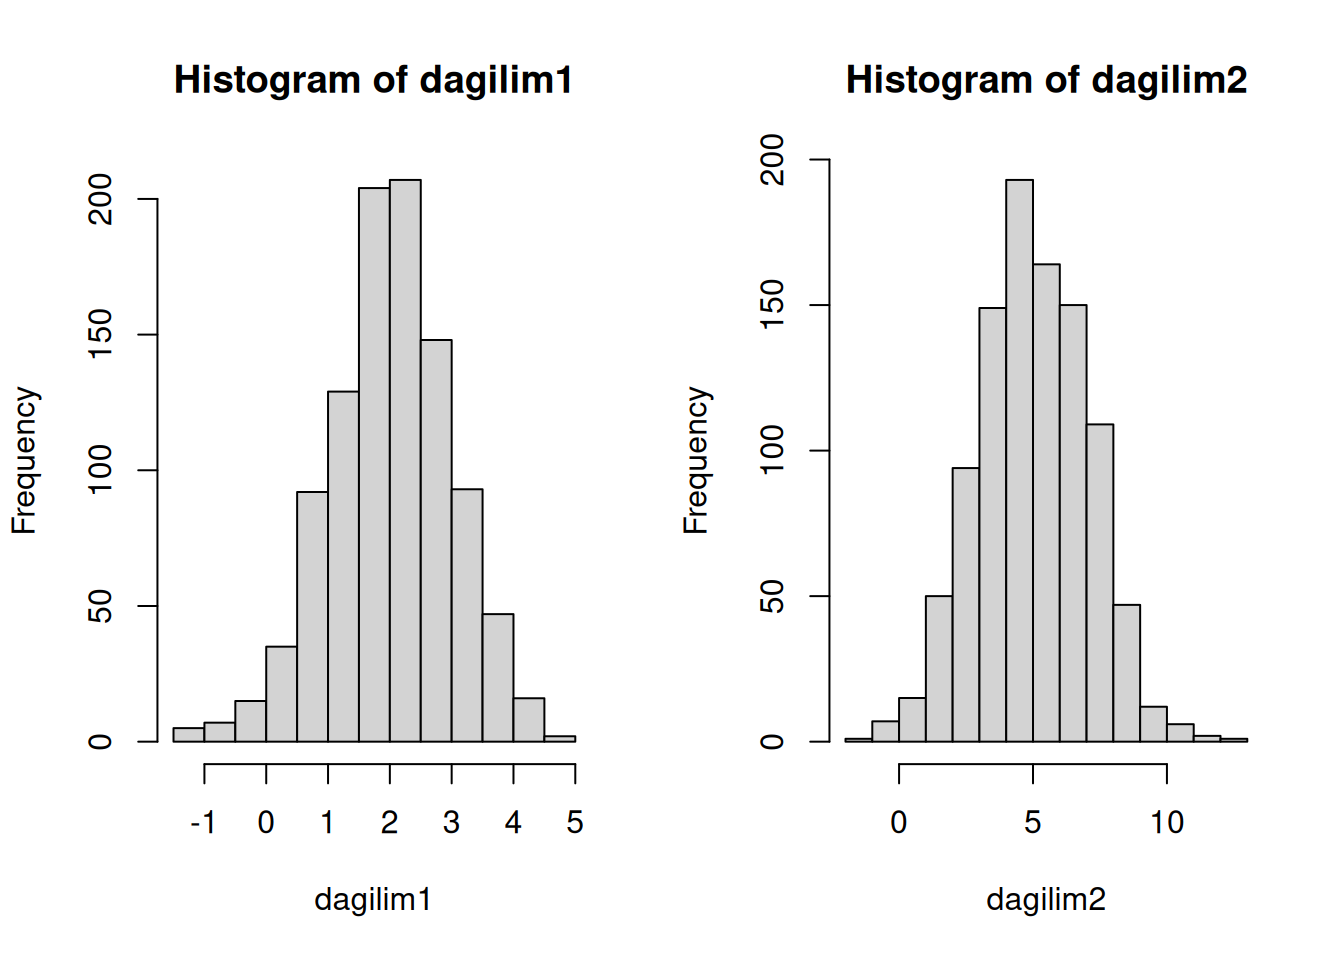 Histogram of dagilim1
Frequency
200
150
100
50
0
-1 0 1 2 3 4 5
dagilim1
Histogram of dagilim2
Frequency
200
150
100
50
0
0 5 10
dagilim2